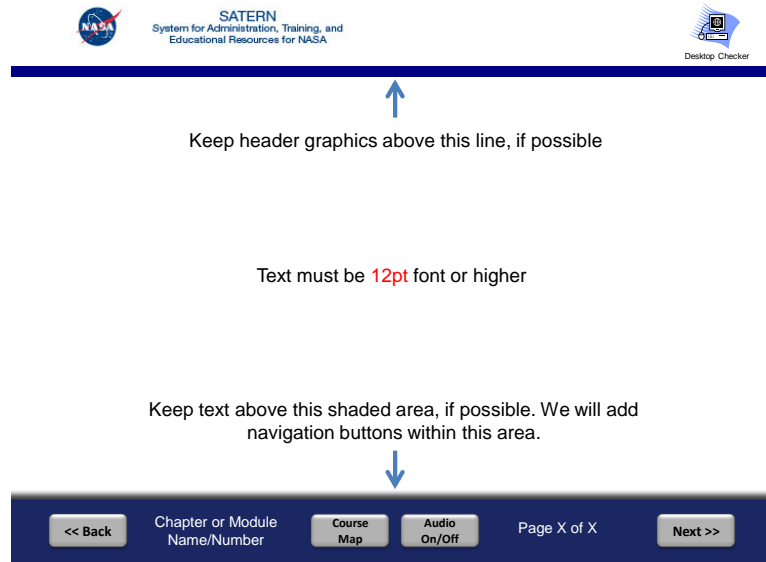 NASA
SATERN
System for Administration, Training, and
Educational Resources for NASA
Desktop Checker
Keep header graphics above this line, if possible
Text must be 12pt font or higher
Keep text above this shaded area, if possible. We will add
navigation buttons within this area.
<< Back
Chapter or Module
Name/Number
Course
Map
Audio
On/Off
Page X of X
Next >>